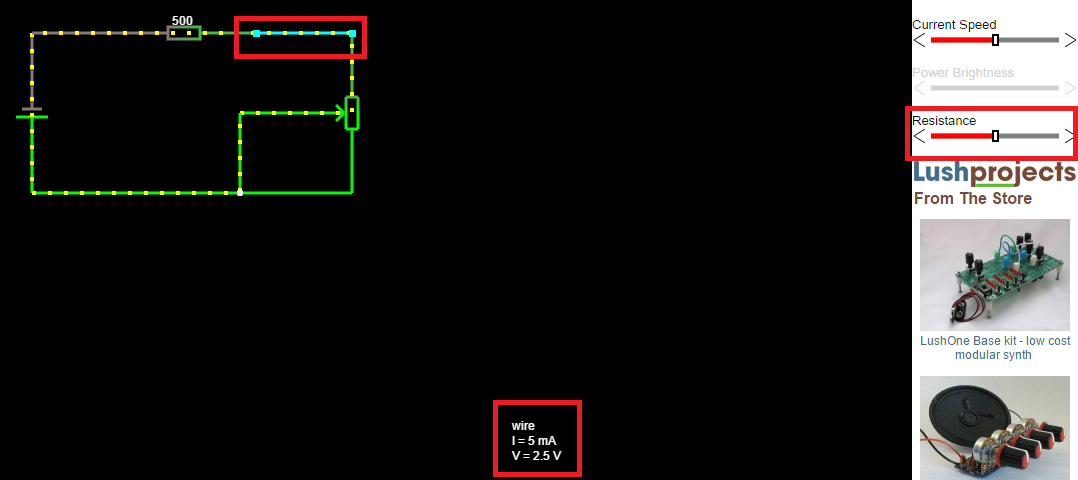 500
Current Speed
Power Brightness
Resistance
Lushprojects
From The Store
LushOne Base kit - low cost
modular synth
wire
I = 5 mA
V = 2.5 V